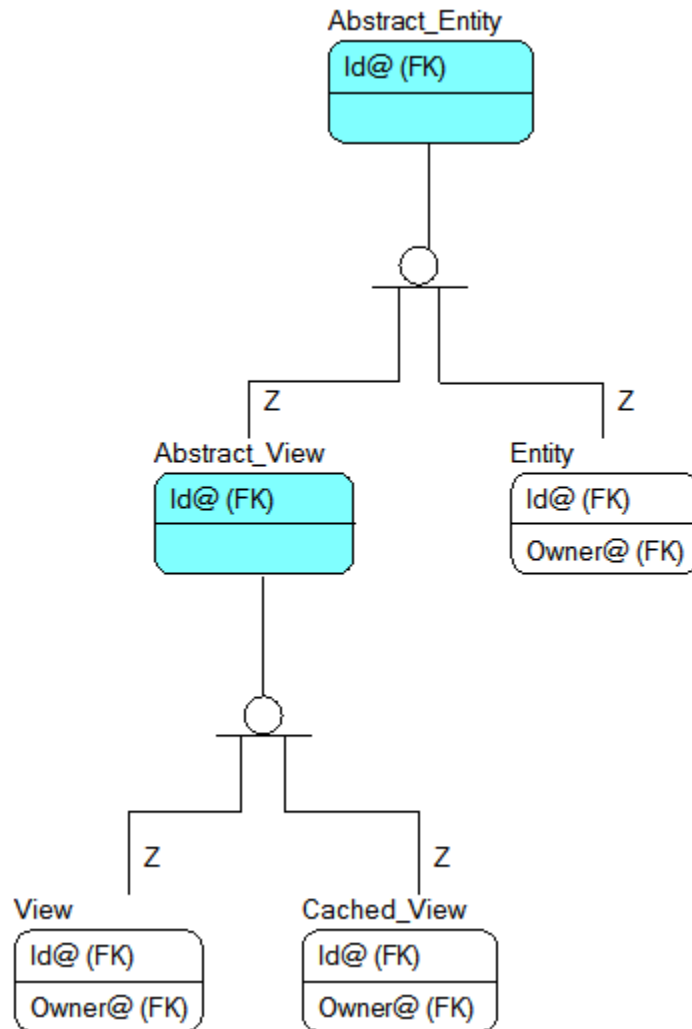 Abstract_Entity
Id@ (FK)
Z
Z
Abstract_View
Id@ (FK)
Entity
Id@ (FK)
Owner@ (FK)
Z
Z
View
Id@ (FK)
Owner@ (FK)
Cached_View
Id@ (FK)
Owner@ (FK)